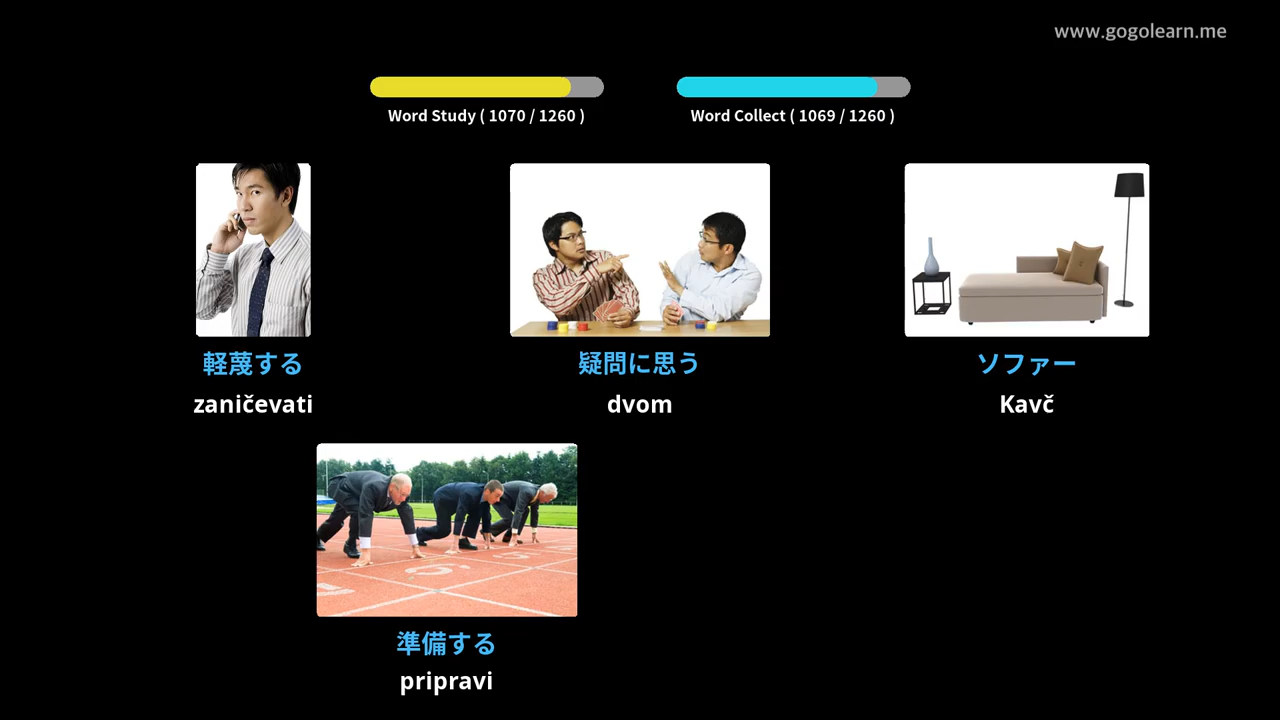 www.gogolearn.me
Word Study ( 1070 / 1260 )
Word Collect ( 1069 / 1260 )
軽蔑する
zaničevati
疑問に思う
dvom
ソファー
Kavč
準備する
pripravi